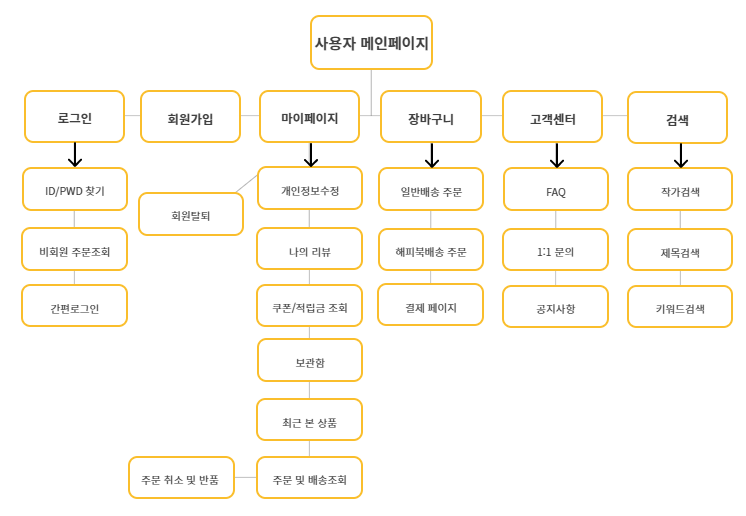 사용자 메인페이지
로그인
회원가입
마이페이지
장바구니
고객센터
검색
ID/PWD 찾기
개인정보수정
일반배송 주문
FAQ
작가검색
회원탈퇴
비회원 주문조회
나의 리뷰
해피북배송 주문
1:1 문의
제목검색
간편로그인
쿠폰/적립금 조회
결제 페이지
공지사항
키워드검색
보관함
최근 본 상품
주문 취소 및 반품
주문 및 배송조회